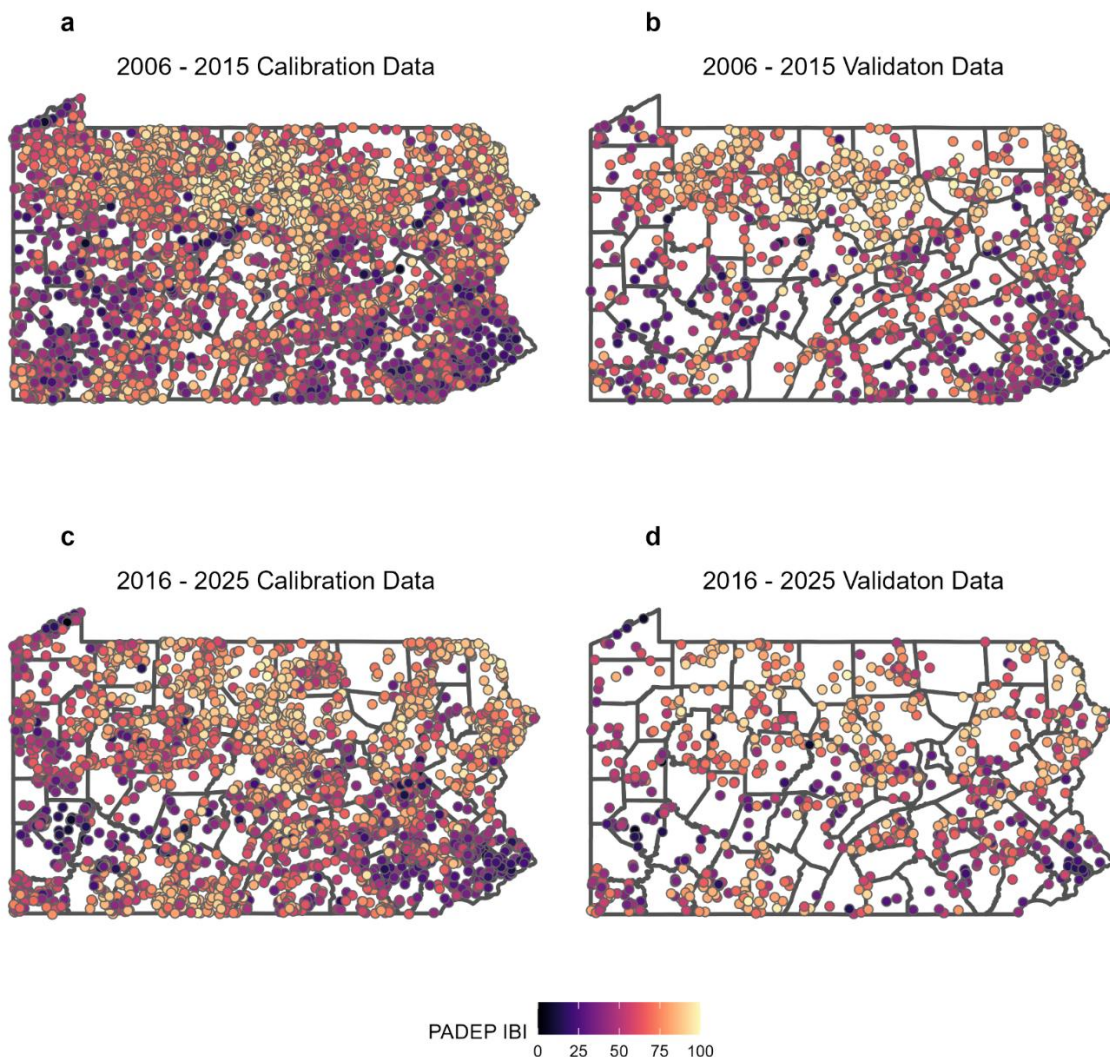 a
b
2006 - 2015 Calibration Data
2006 - 2015 Validaton Data
c
d
2016 - 2025 Calibration Data
2016 - 2025 Validaton Data
PADEP IBI
0 25 50 75 100